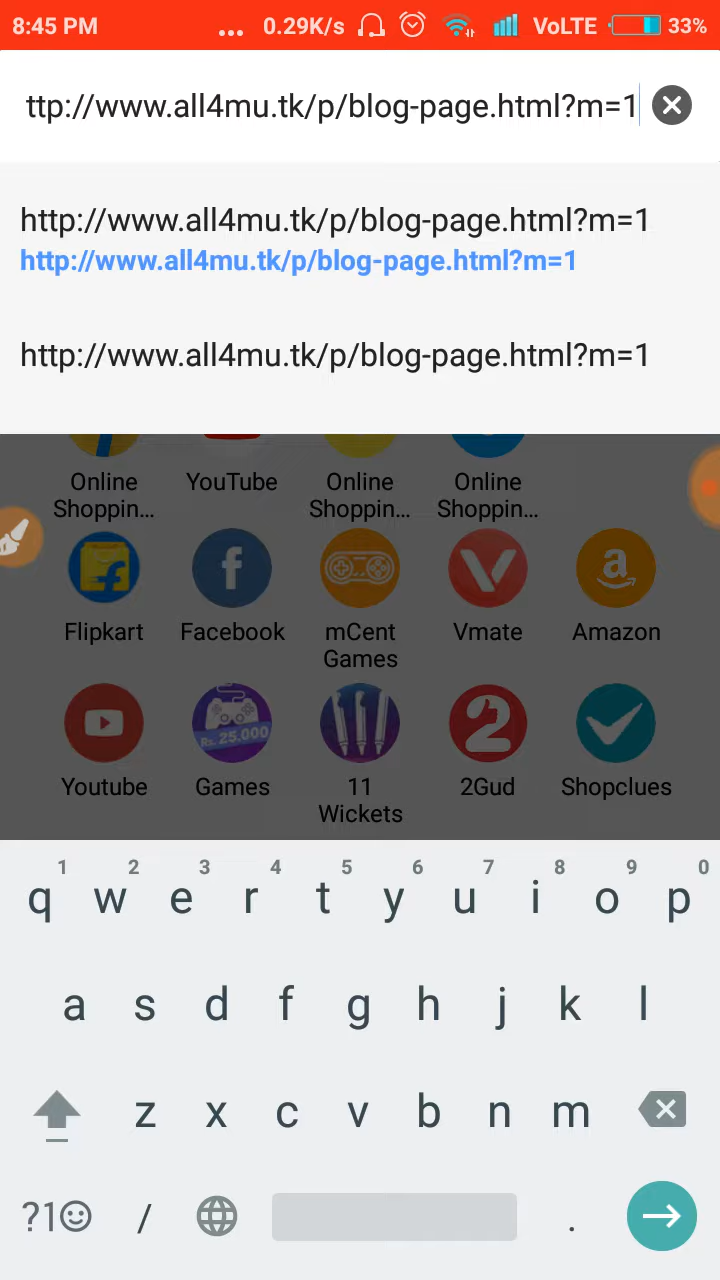 8:45 PM ... 0.29K/s VoLTE 33%
ttp://www.all4mu.tk/p/blog-page.html?m=1
http://www.all4mu.tk/p/blog-page.html?m=1
http://www.all4mu.tk/p/blog-page.html?m=1
http://www.all4mu.tk/p/blog-page.html?m=1
Online Shoppin... YouTube Online Shoppin... Online Shoppin...
Flipkart Facebook mCent Games Vmate Amazon
Rs. 25,000
Youtube Games 11 Wickets 2Gud Shopclues
1 2 3 4 5 6 7 8 9 0
q w e r t y u i o p
a s d f g h j k l
z x c v b n m
?1 / .